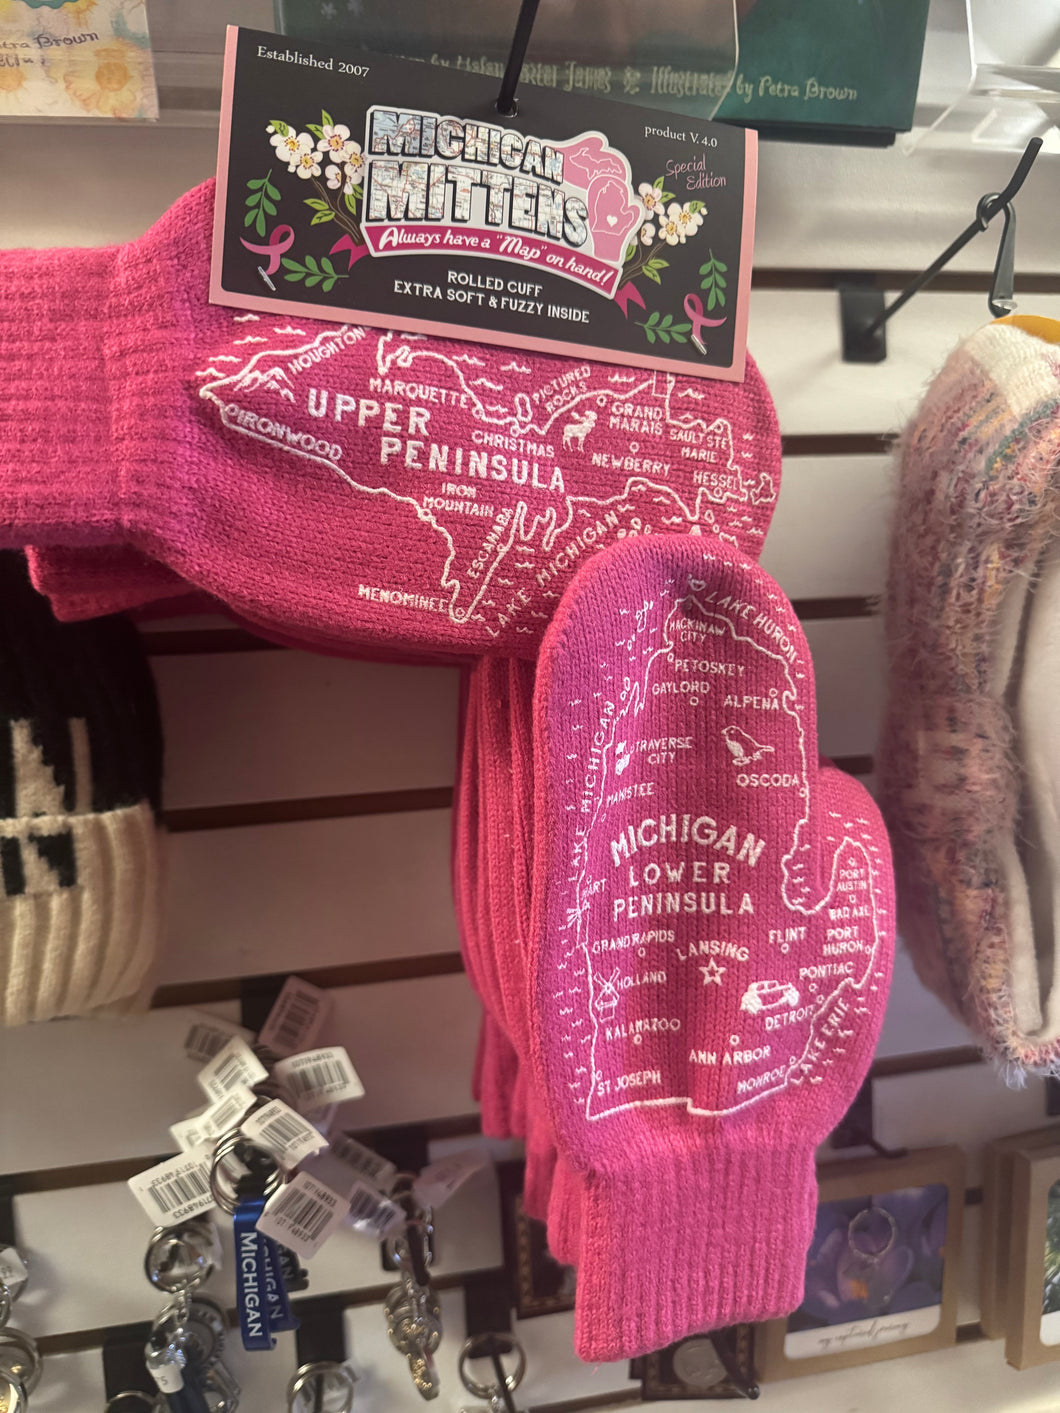 by Petra Brown
Established 2007
product V. 4.0
Special
Edition
MICHIGAN
MITTENS
Always have a "Map" on hand!
ROLLED CUFF
EXTRA SOFT & FUZZY INSIDE
HOUGHTON
MARQUETTE
PICTURED
ROCKS
UPPER
PENINSULA
IRONWOOD
CHRISTMAS
GRAND
MARAIS
SAULT STE
MARIE
NEWBERRY
HESSEL
IRON
MOUNTAIN
ESCANABA
LAKE MICHIGAN
MENOMINEE
LAKE HURON
MACKINAW
CITY
PETOSKEY
GAYLORD
ALPENA
TRAVERSE
CITY
OSCODA
MANISTEE
LAKE MICHIGAN
MICHIGAN
LOWER
PENINSULA
PORT
AUSTIN
BAD AXE
GRAND RAPIDS
LANSING
FLINT
PORT
HURON
HOLLAND
PONTIAC
DETROIT
KALAMAZOO
ANN ARBOR
LAKE ERIE
ST JOSEPH
MONROE
MICHIGAN